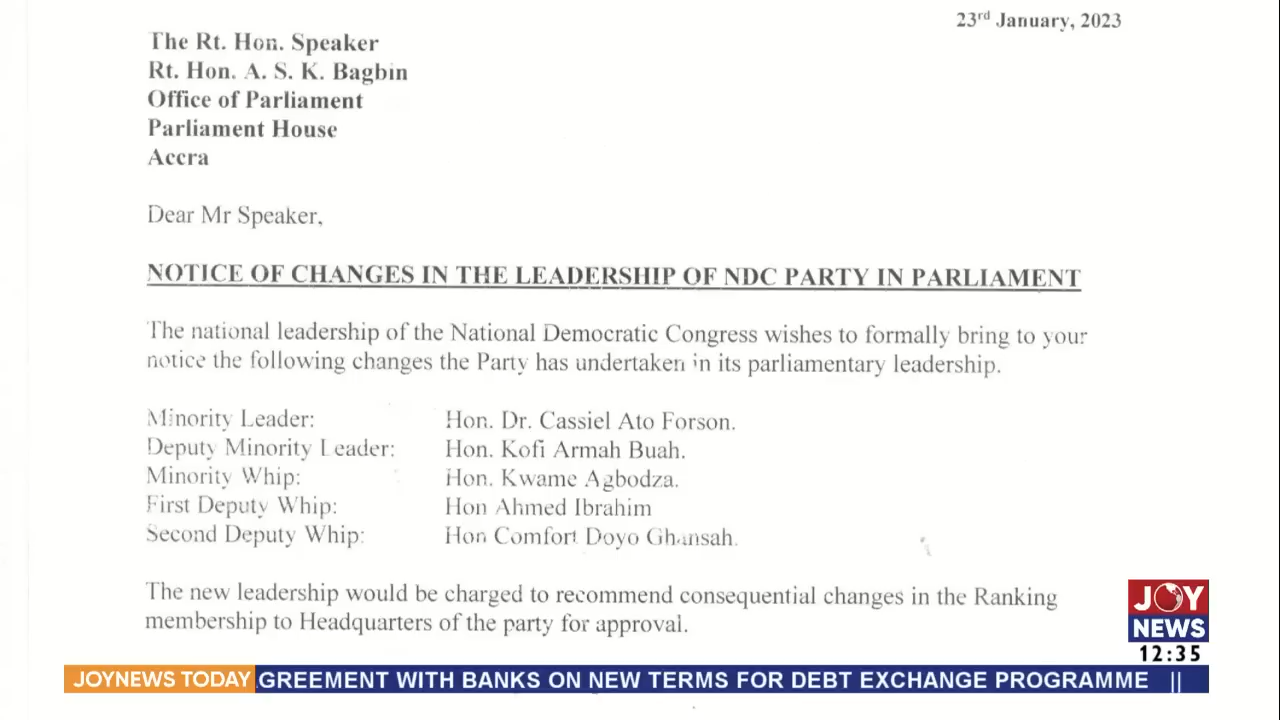 23rd January, 2023
The Rt. Hon. Speaker
Rt. Hon. A. S. K. Bagbin
Office of Parliament
Parliament House
Accra
Dear Mr Speaker,
NOTICE OF CHANGES IN THE LEADERSHIP OF NDC PARTY IN PARLIAMENT
The national leadership of the National Democratic Congress wishes to formally bring to your
notice the following changes the Party has undertaken in its parliamentary leadership.
Minority Leader: Hon. Dr. Cassiel Ato Forson.
Deputy Minority Leader: Hon. Kofi Armah Buah.
Minority Whip: Hon. Kwame Agbodza.
First Deputy Whip: Hon Ahmed Ibrahim
Second Deputy Whip: Hon Comfort Doyo Ghansah.
The new leadership would be charged to recommend consequential changes in the Ranking
membership to Headquarters of the party for approval.
JOY
NEWS
12:35
JOYNEWS TODAY GREEMENT WITH BANKS ON NEW TERMS FOR DEBT EXCHANGE PROGRAMME ||